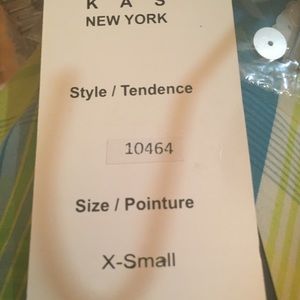 K A S
NEW YORK
Style / Tendence
10464
Size / Pointure
X-Small